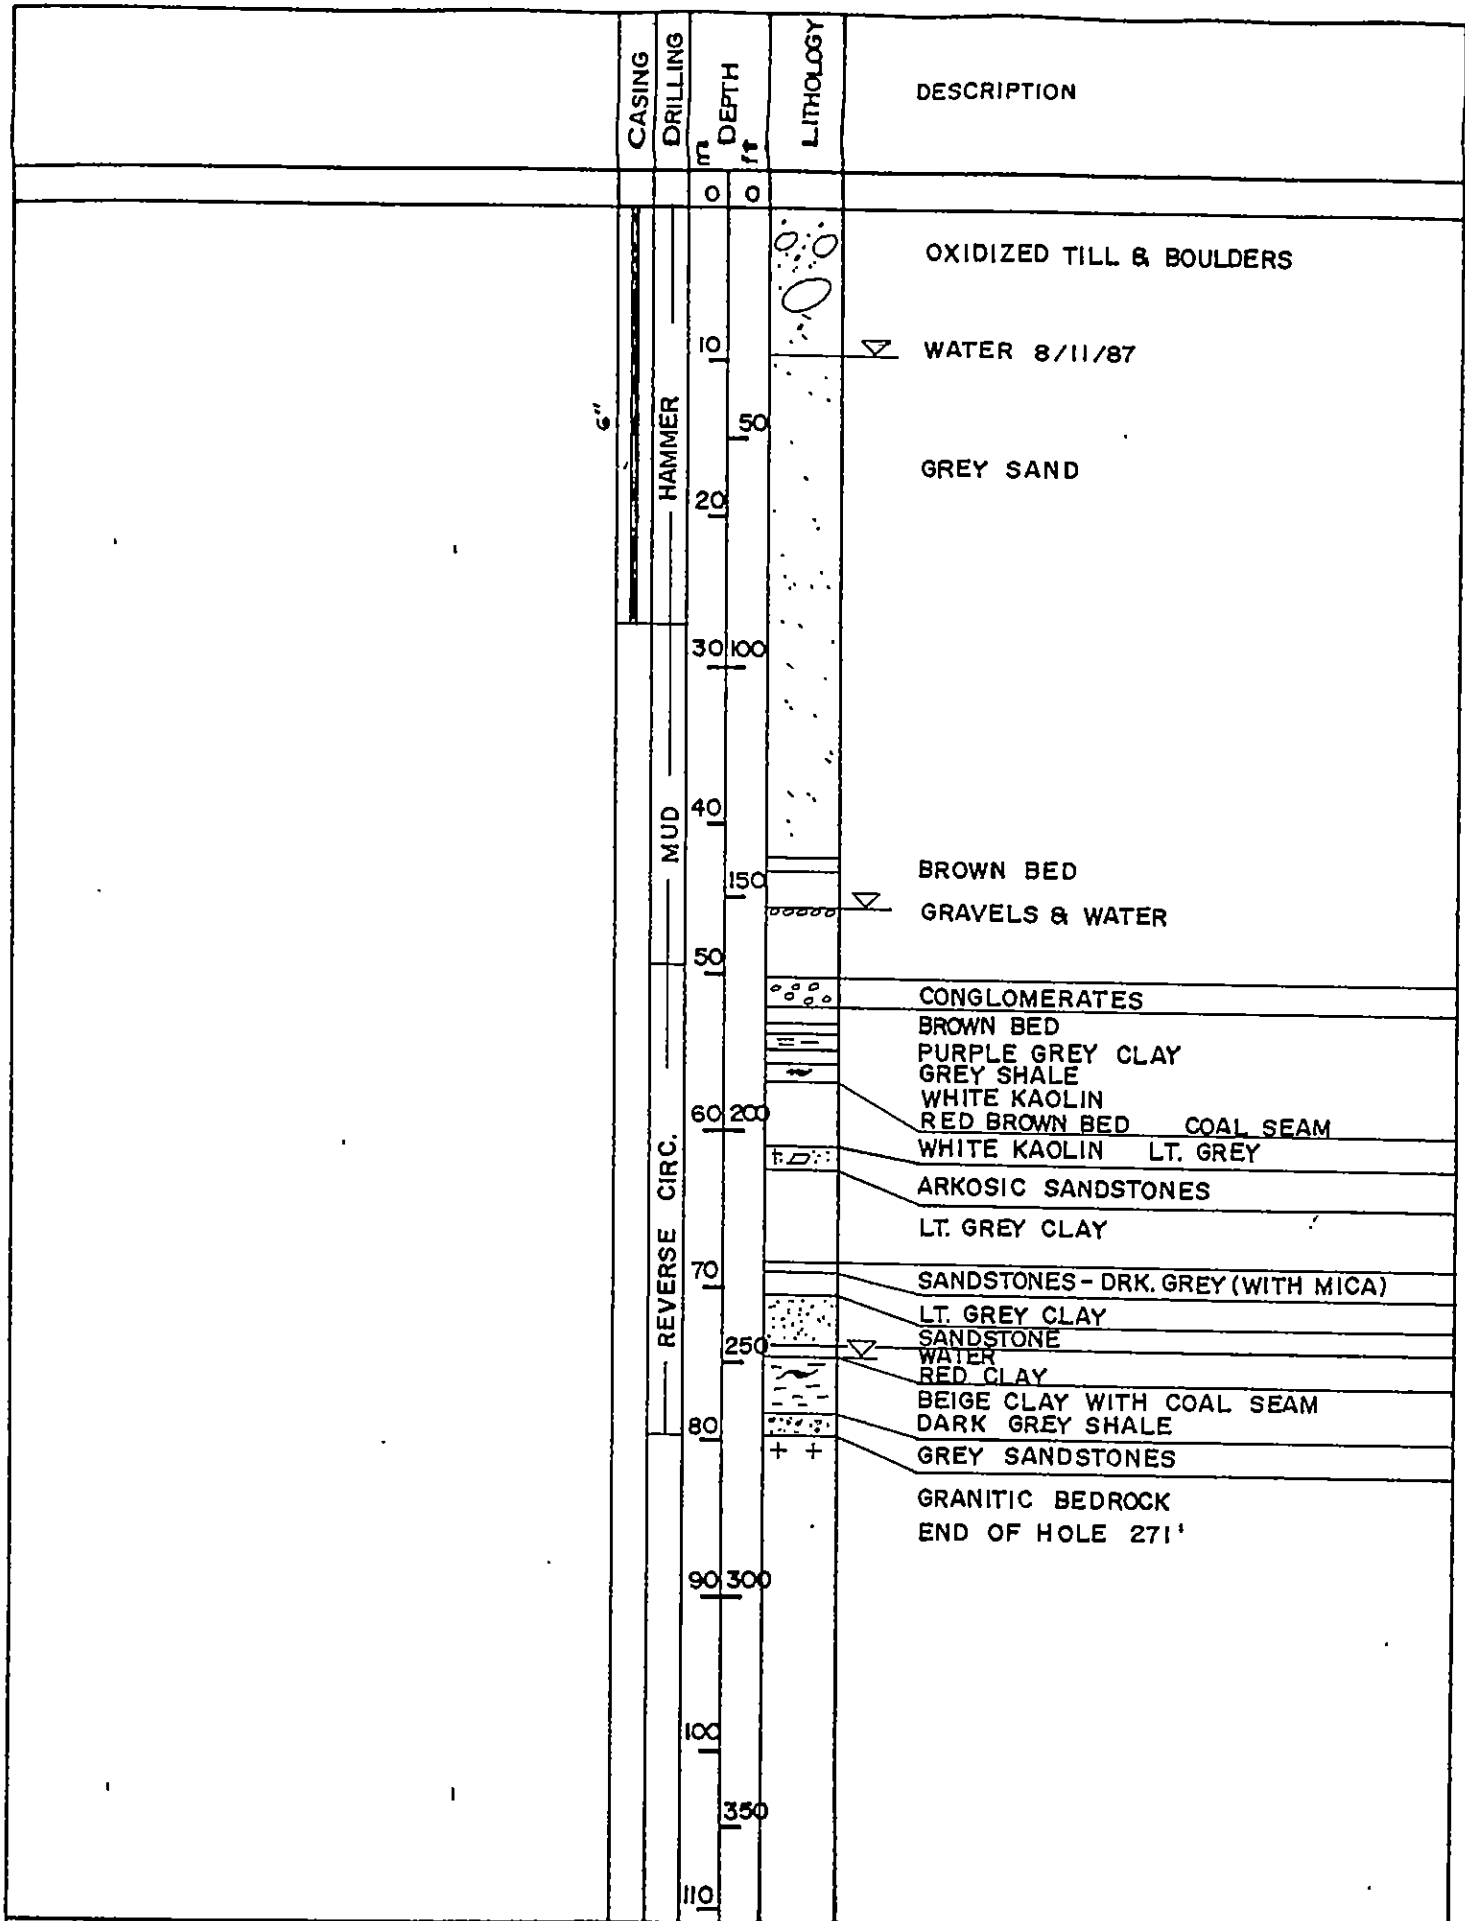 CASING
DRILLING
DEPTH
m
ft
LITHOLOGY
DESCRIPTION
0 0
OXIDIZED TILL & BOULDERS
10
WATER 8/11/87
6"
HAMMER
50
GREY SAND
20
30 100
40
MUD
BROWN BED
150
GRAVELS & WATER
50
CONGLOMERATES
BROWN BED
PURPLE GREY CLAY
GREY SHALE
WHITE KAOLIN
60 200
RED BROWN BED COAL SEAM
WHITE KAOLIN LT. GREY
ARKOSIC SANDSTONES
REVERSE CIRC.
LT. GREY CLAY
70
SANDSTONES - DRK. GREY (WITH MICA)
LT. GREY CLAY
SANDSTONE
250
WATER
RED CLAY
BEIGE CLAY WITH COAL SEAM
80
DARK GREY SHALE
GREY SANDSTONES
GRANITIC BEDROCK
END OF HOLE 271'
90 300
100
350
110